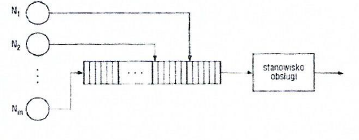 N₁
N₂
Nₘ
stanowisko
obsługi